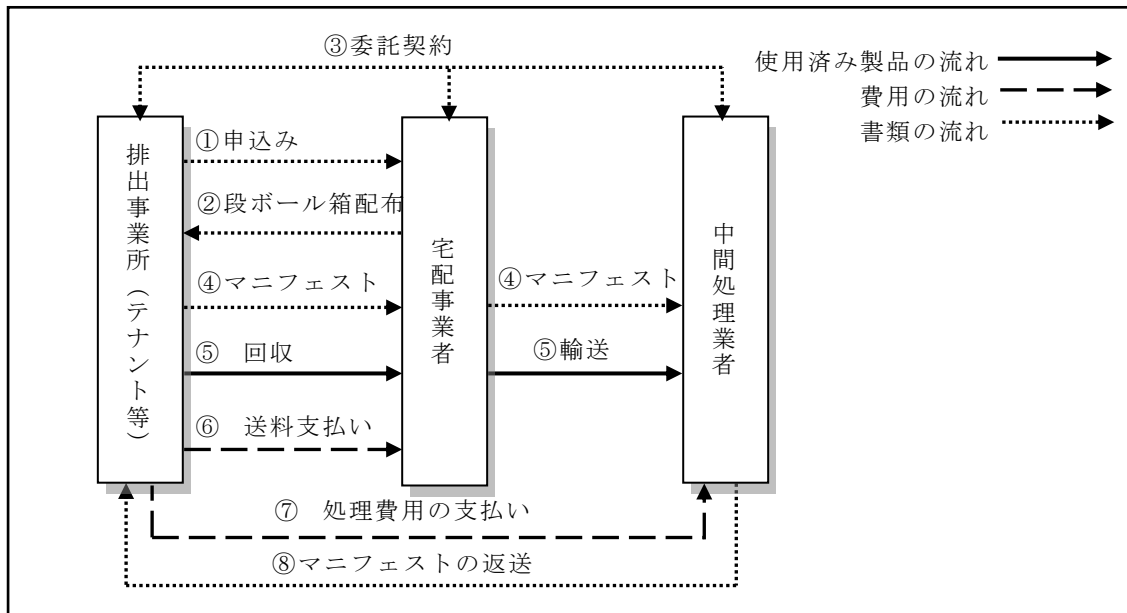 ③委託契約
使用済み製品の流れ
費用の流れ
書類の流れ
排出事業所（テナント等）
①申込み
②段ボール箱配布
④マニフェスト
⑤　回収
⑥　送料支払い
宅配事業者
④マニフェスト
⑤輸送
中間処理業者
⑦　処理費用の支払い
⑧マニフェストの返送